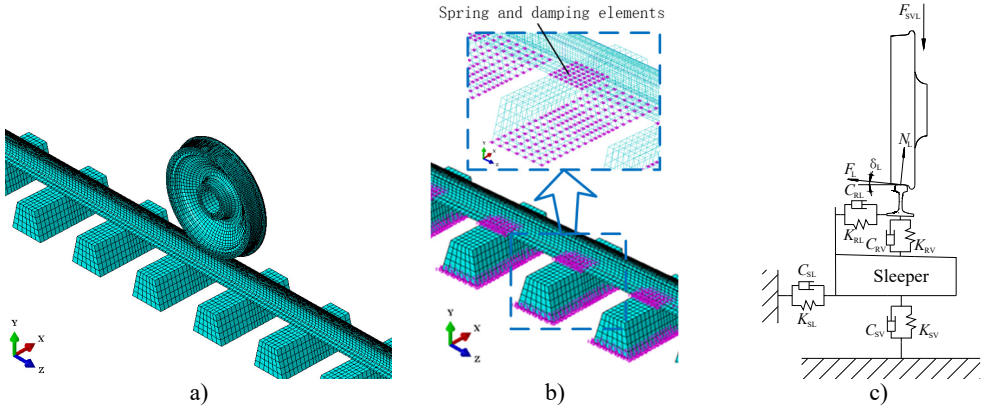 Spring and damping elements
Y
X
Z
a)
Y
X
Z
b)
F_SVL
N_L
δ_L
F_L
C_RL
K_RL
C_RV
K_RV
Sleeper
C_SL
K_SL
C_SV
K_SV
c)